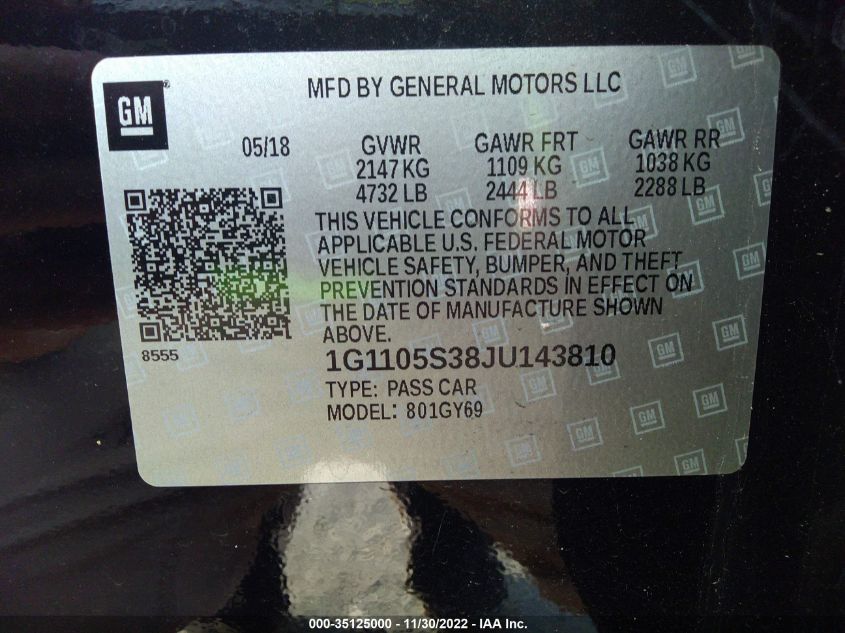 GM
MFD BY GENERAL MOTORS LLC
05/18 GVWR GAWR FRT GAWR RR
2147 KG 1109 KG 1038 KG
4732 LB 2444 LB 2288 LB
THIS VEHICLE CONFORMS TO ALL
APPLICABLE U.S. FEDERAL MOTOR
VEHICLE SAFETY, BUMPER, AND THEFT
PREVENTION STANDARDS IN EFFECT ON
THE DATE OF MANUFACTURE SHOWN
ABOVE.
8555
1G1105S38JU143810
TYPE: PASS CAR
MODEL: 801GY69
000-35125000 - 11/30/2022 - IAA Inc.